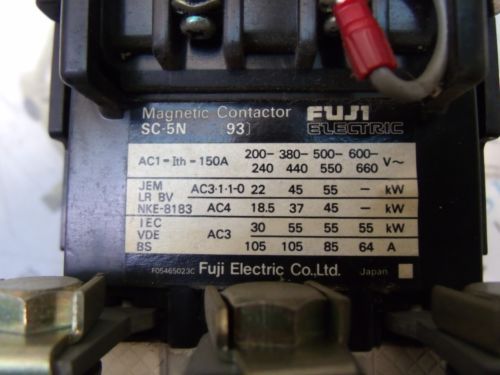 Magnetic Contactor FUJI
SC-5N [93] ELECTRIC
AC1=Ith=150A 200- 380- 500- 600- V~
240 440 550 660
JEM AC3·1·1-0 22 45 55 - kW
LR BV
NKE-8183 AC4 18.5 37 45 - kW
IEC 30 55 55 55 kW
VDE AC3
BS 105 105 85 64 A
F05465023C Fuji Electric Co.,Ltd. Japan